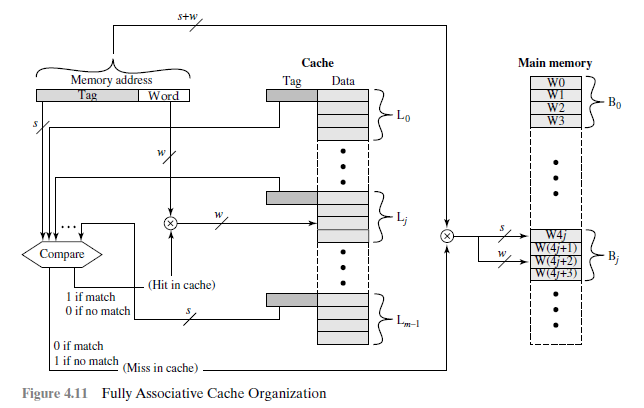 s+w
Cache
Main memory
Memory address
Tag
Data
Tag
Word
W0
W1
W2
W3
B0
L0
s
w
w
Lj
s
w
W4j
W(4j+1)
W(4j+2)
W(4j+3)
Bj
Compare
(Hit in cache)
1 if match
0 if no match
s
Lm–1
0 if match
1 if no match
(Miss in cache)
Figure 4.11 Fully Associative Cache Organization